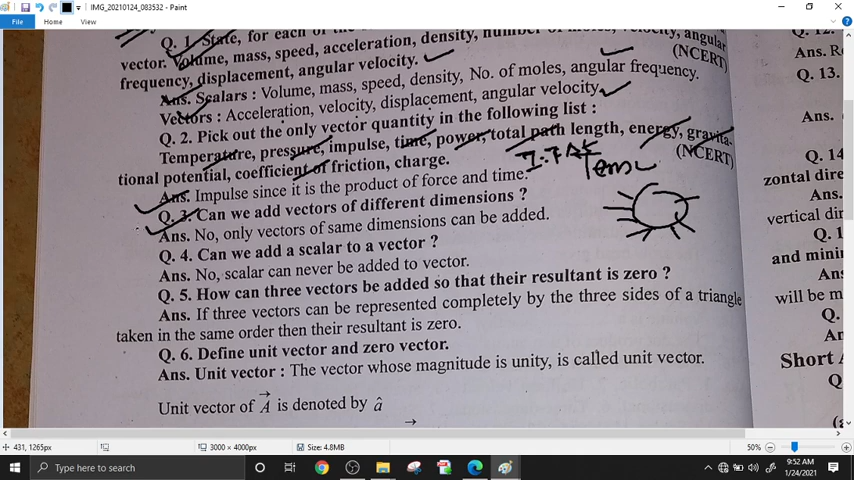 IMG_20210124_083532 - Paint
File
Home
View
Q. 1 State, for each of the
vector. Volume, mass, speed, acceleration, density, number of moles, velocity, angular
frequency, displacement, angular velocity.
(NCERT)
Ans. Scalars : Volume, mass, speed, density, No. of moles, angular frequency.
Vectors : Acceleration, velocity, displacement, angular velocity.
Q. 2. Pick out the only vector quantity in the following list :
Temperature, pressure, impulse, time, power, total path length, energy, gravita-
tional potential, coefficient of friction, charge.
(NCERT)
Ans. Impulse since it is the product of force and time.
Q. 3. Can we add vectors of different dimensions ?
Ans. No, only vectors of same dimensions can be added.
Q. 4. Can we add a scalar to a vector ?
Ans. No, scalar can never be added to vector.
Q. 5. How can three vectors be added so that their resultant is zero ?
Ans. If three vectors can be represented completely by the three sides of a triangle
taken in the same order then their resultant is zero.
Q. 6. Define unit vector and zero vector.
Ans. Unit vector : The vector whose magnitude is unity, is called unit vector.
Unit vector of A⃗ is denoted by â
Q. 12.
Ans.
Q. 13.
Ans.
Q. 14
zontal dire
Ans.
vertical dir
Q. 1
and mini
Ans
will be m
Q.
An
Short A
Q
431, 1265px
3000 × 4000px
Size: 4.8MB
50%
Type here to search
9:52 AM
1/24/2021